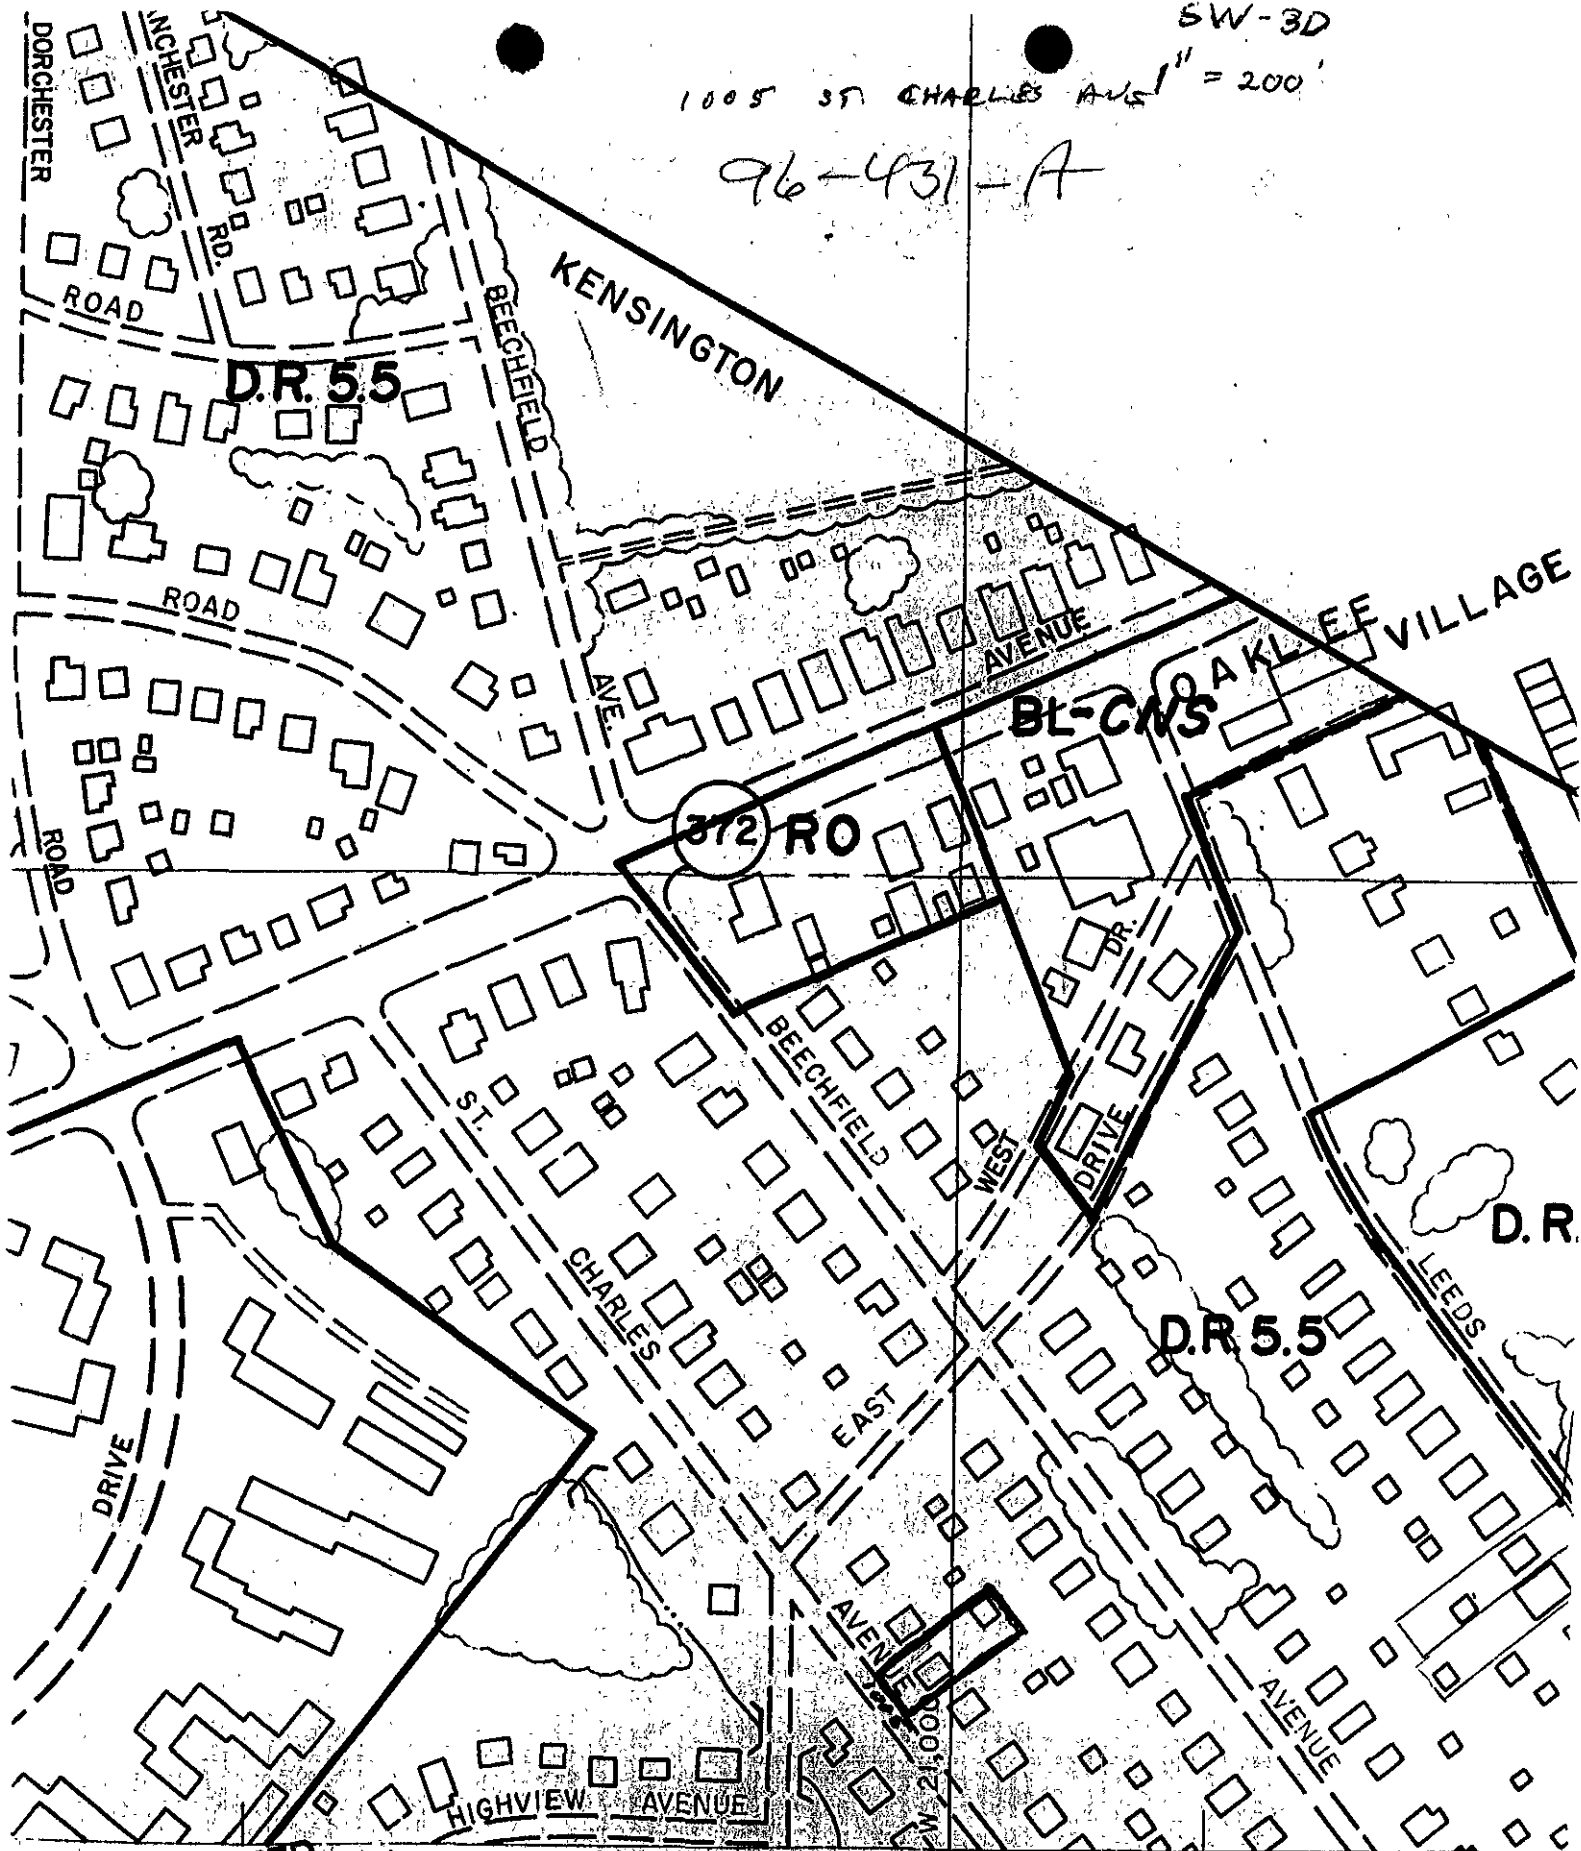 SW-3D
1" = 200'
1005 ST. CHARLES AVE
96-431-A
DORCHESTER
RD.
ROAD
BEECHFIELD
AVE.
KENSINGTON
D.R. 5.5
ROAD
AVENUE
OAKLEE VILLAGE
BL-CNS
372
RO
ROAD
DR.
BEECHFIELD
WEST
DRIVE
ST.
CHARLES
D.R.
LEEDS
D.R. 5.5
EAST
DRIVE
AVENUE
AVENUE
W 21,000
HIGHVIEW AVENUE